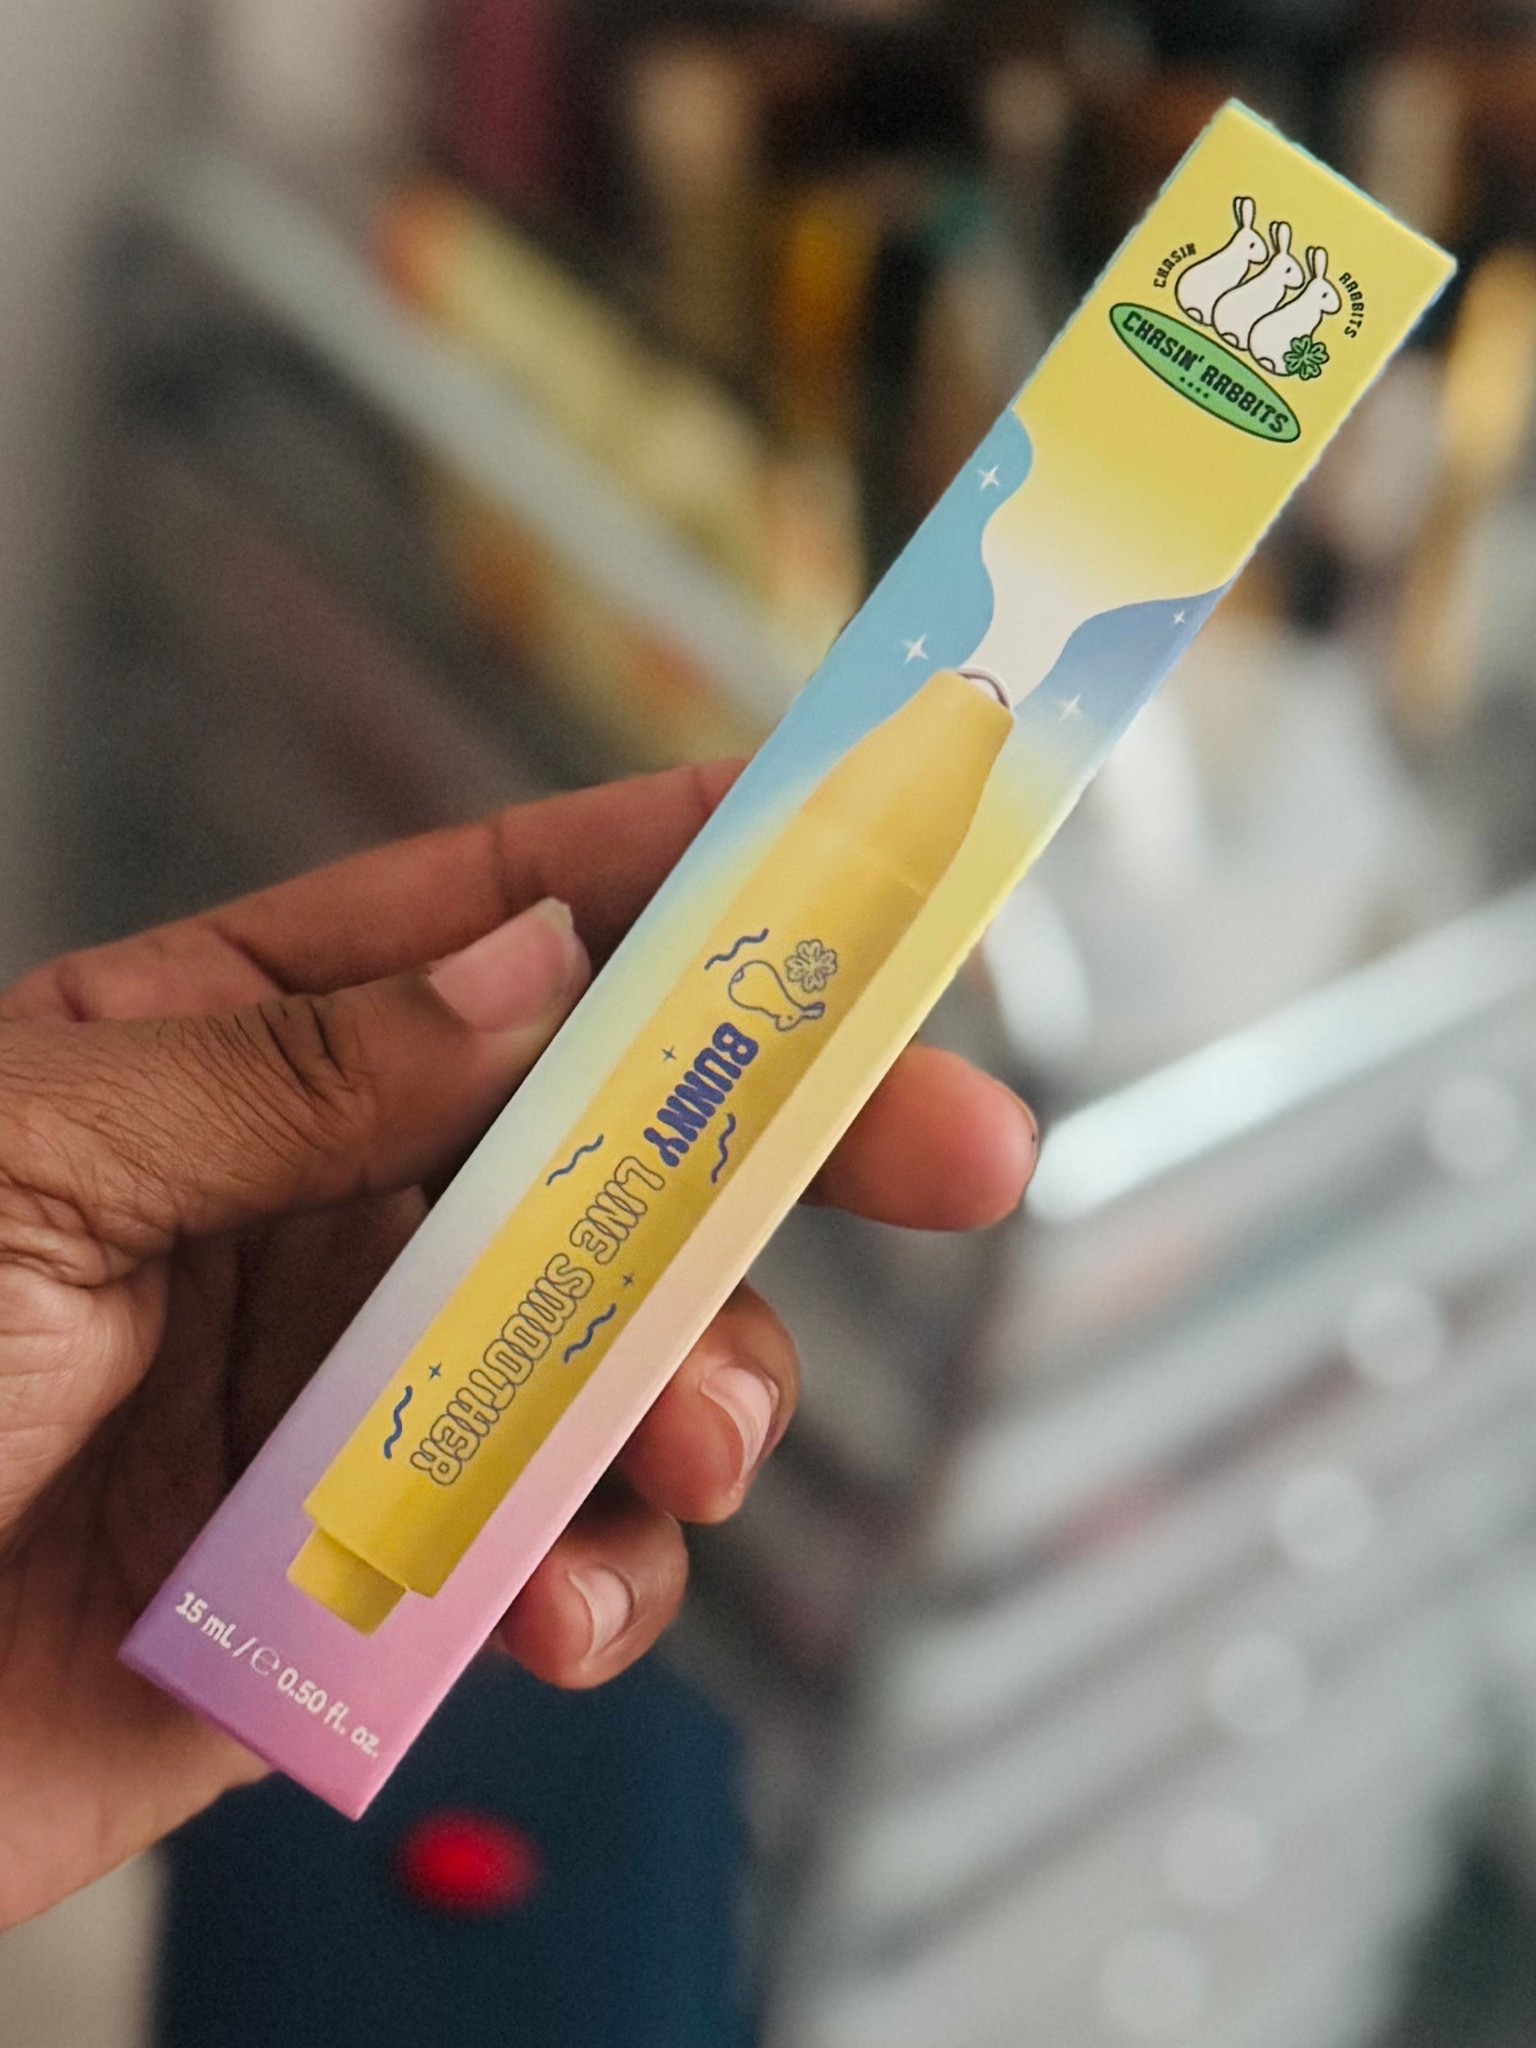 CHASIN RABBITS
CHASIN' RABBITS
BUNNY LINE SMOOTHER
15 mL / ℮ 0.50 fl. oz.